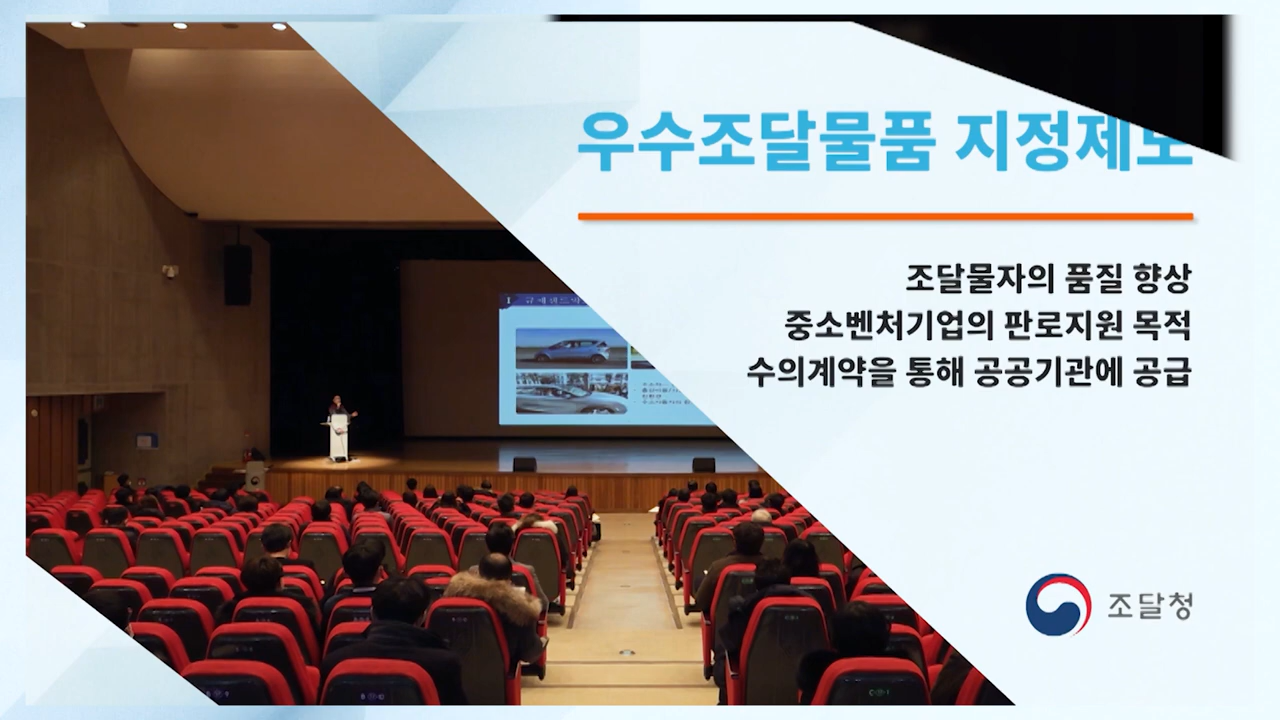 우수조달물품 지정제도
조달물자의 품질 향상
중소벤처기업의 판로지원 목적
수의계약을 통해 공공기관에 공급
조달청